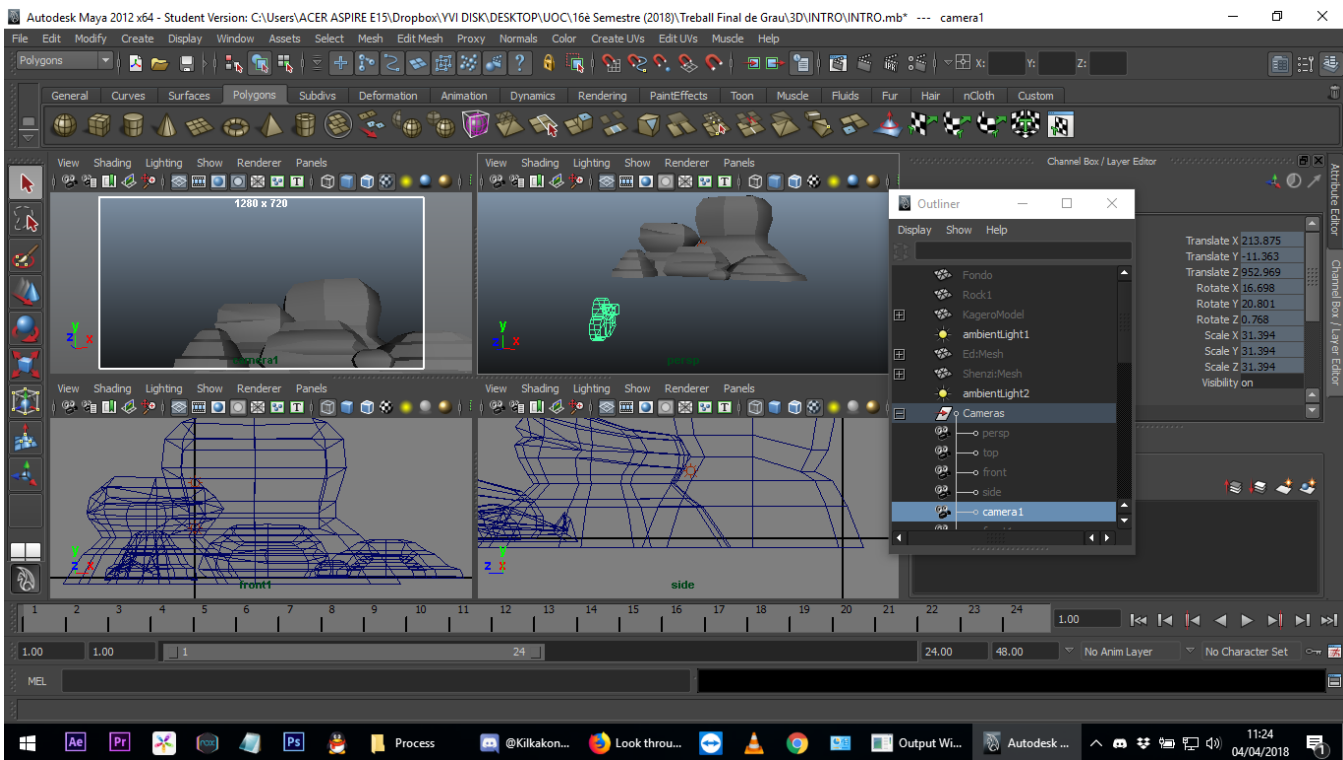 Autodesk Maya 2012 x64 - Student Version: C:\Users\ACER ASPIRE E15\Dropbox\YVI DISK\DESKTOP\UOC\16è Semestre (2018)\Treball Final de Grau\3D\INTRO\INTRO.mb* --- camera1
File Edit Modify Create Display Window Assets Select Mesh Edit Mesh Proxy Normals Color Create UVs Edit UVs Muscle Help
Polygons X: Y: Z:
General Curves Surfaces Polygons Subdivs Deformation Animation Dynamics Rendering PaintEffects Toon Muscle Fluids Fur Hair nCloth Custom
Channel Box / Layer Editor
View Shading Lighting Show Renderer Panels
1280 x 720
y
z x
camera1
View Shading Lighting Show Renderer Panels
y
z x
persp
View Shading Lighting Show Renderer Panels
y
z x
front1
View Shading Lighting Show Renderer Panels
y
z x
side
Outliner
Display Show Help
Fondo
Rock1
KageroModel
ambientLight1
Ed:Mesh
Shenzi:Mesh
ambientLight2
Cameras
persp
top
front
side
camera1
Translate X 213.875
Translate Y -11.363
Translate Z 952.969
Rotate X 16.698
Rotate Y 20.801
Rotate Z 0.768
Scale X 31.394
Scale Y 31.394
Scale Z 31.394
Visibility on
Attribute Editor
Channel Box / Layer Editor
1 2 3 4 5 6 7 8 9 10 11 12 13 14 15 16 17 18 19 20 21 22 23 24 1.00
1.00 1.00 1 24 24.00 48.00 No Anim Layer No Character Set
MEL
Ae Pr Ps Process @Kilkakon... Look throu... Output Wi... Autodesk ... 11:24
04/04/2018